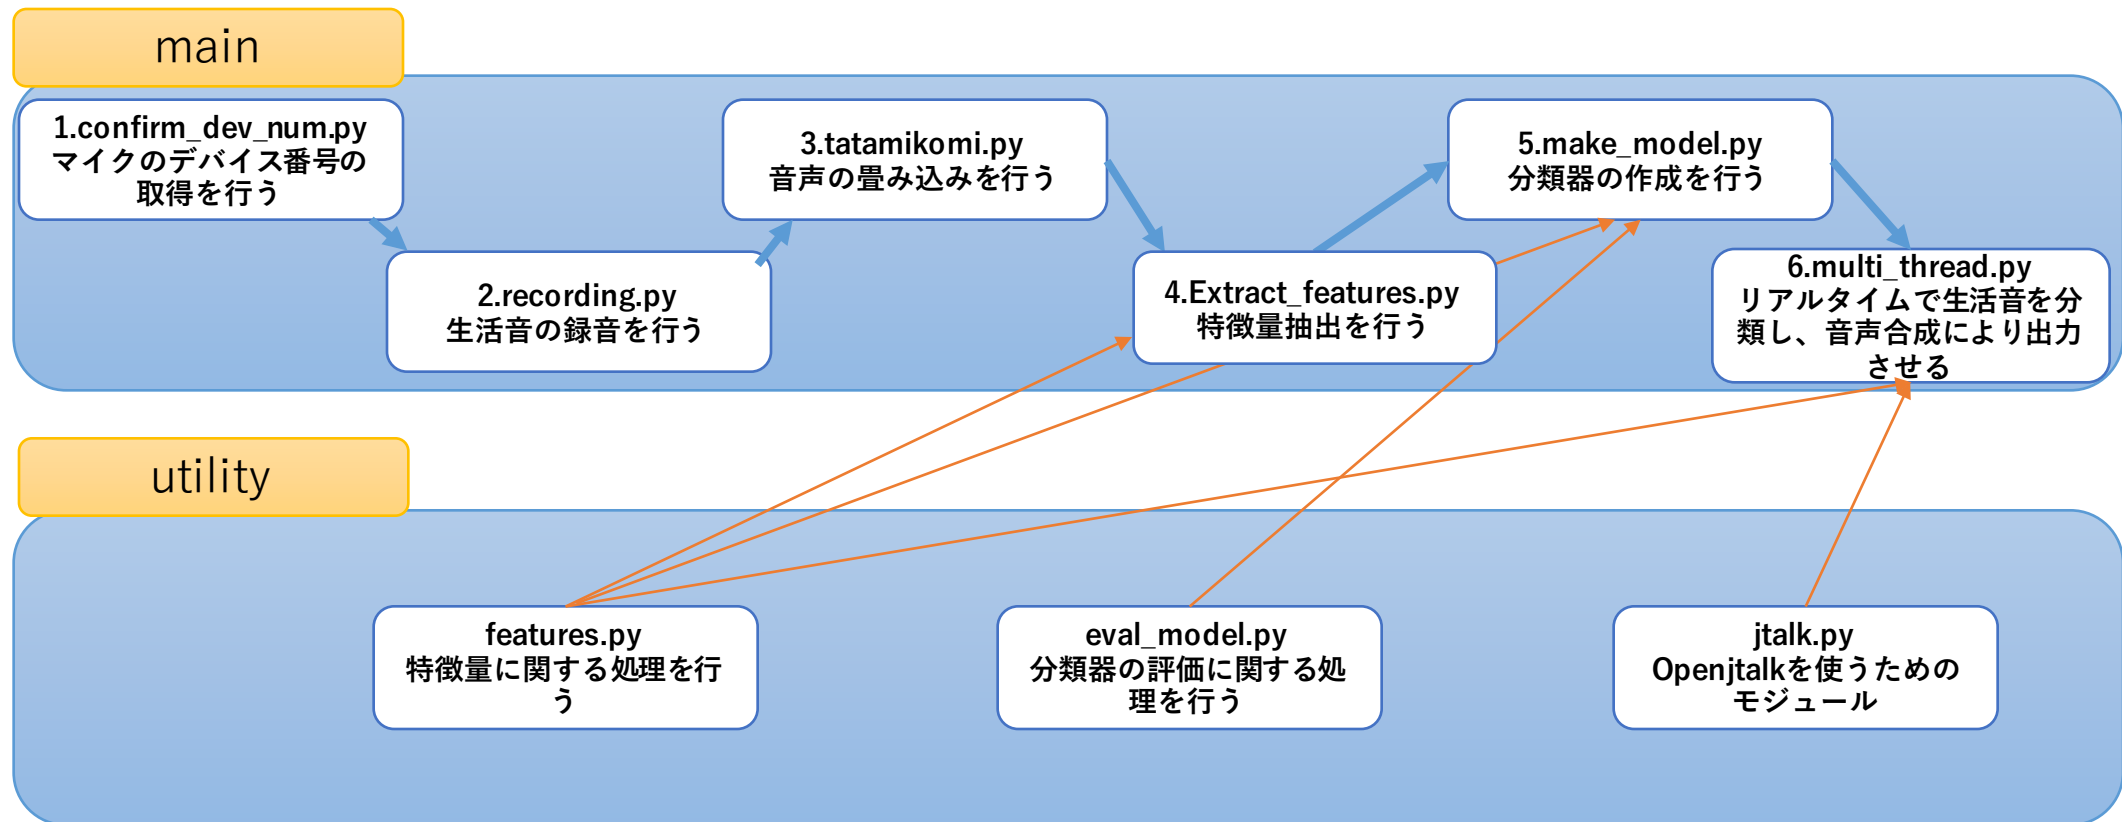 main
1.confirm_dev_num.py
マイクのデバイス番号の
取得を行う
2.recording.py
生活音の録音を行う
3.tatamikomi.py
音声の畳み込みを行う
4.Extract_features.py
特徴量抽出を行う
5.make_model.py
分類器の作成を行う
6.multi_thread.py
リアルタイムで生活音を分
類し、音声合成により出力
させる
utility
features.py
特徴量に関する処理を行
う
eval_model.py
分類器の評価に関する処
理を行う
jtalk.py
Openjtalkを使うための
モジュール